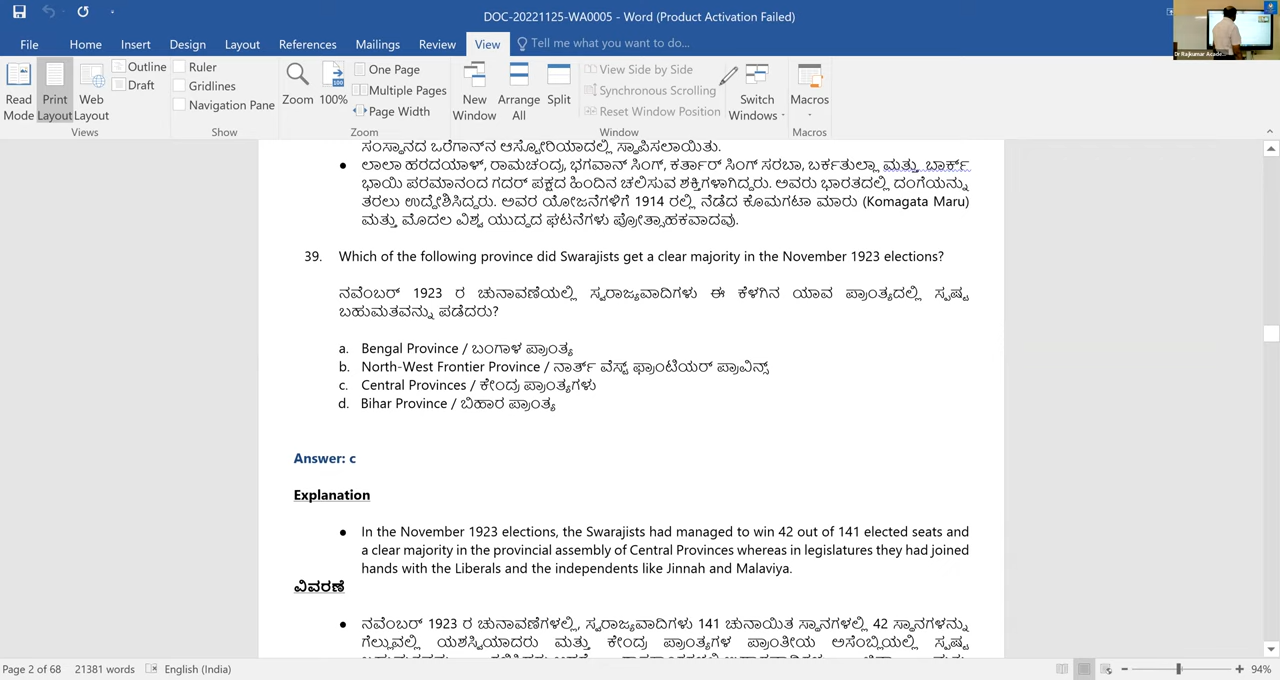 DOC-20221125-WA0005 - Word (Product Activation Failed)
File Home Insert Design Layout References Mailings Review View Tell me what you want to do...
Read Mode
Print Layout
Web Layout
Outline
Draft
Views
Ruler
Gridlines
Navigation Pane
Show
Zoom
100%
One Page
Multiple Pages
Page Width
Zoom
New Window
Arrange All
Split
View Side by Side
Synchronous Scrolling
Reset Window Position
Window
Switch Windows
Macros
Macros
Dr Rajkumar Acade...
ಸಂಸ್ಥಾನದ ಒರೆಗಾನ್‌ನ ಆಸ್ಟೋರಿಯಾದಲ್ಲಿ ಸ್ಥಾಪಿಸಲಾಯಿತು.
● ಲಾಲಾ ಹರದಯಾಳ್, ರಾಮಚಂದ್ರ, ಭಗವಾನ್ ಸಿಂಗ್, ಕರ್ತಾರ್ ಸಿಂಗ್ ಸರಬಾ, ಬರ್ಕತುಲ್ಲಾ ಮತ್ತು ಬಾರ್ಕ್
ಭಾಯಿ ಪರಮಾನಂದ ಗದರ್ ಪಕ್ಷದ ಹಿಂದಿನ ಚಲಿಸುವ ಶಕ್ತಿಗಳಾಗಿದ್ದರು. ಅವರು ಭಾರತದಲ್ಲಿ ದಂಗೆಯನ್ನು
ತರಲು ಉದ್ದೇಶಿಸಿದ್ದರು. ಅವರ ಯೋಜನೆಗಳಿಗೆ 1914 ರಲ್ಲಿ ನಡೆದ ಕೊಮಗಟಾ ಮಾರು (Komagata Maru)
ಮತ್ತು ಮೊದಲ ವಿಶ್ವ ಯುದ್ಧದ ಘಟನೆಗಳು ಪ್ರೋತ್ಸಾಹಕವಾದವು.
39. Which of the following province did Swarajists get a clear majority in the November 1923 elections?
ನವೆಂಬರ್ 1923 ರ ಚುನಾವಣೆಯಲ್ಲಿ ಸ್ವರಾಜ್ಯವಾದಿಗಳು ಈ ಕೆಳಗಿನ ಯಾವ ಪ್ರಾಂತ್ಯದಲ್ಲಿ ಸ್ಪಷ್ಟ
ಬಹುಮತವನ್ನು ಪಡೆದರು?
a. Bengal Province / ಬಂಗಾಳ ಪ್ರಾಂತ್ಯ
b. North-West Frontier Province / ನಾರ್ತ್ ವೆಸ್ಟ್ ಫ್ರಾಂಟಿಯರ್ ಪ್ರಾವಿನ್ಸ್
c. Central Provinces / ಕೇಂದ್ರ ಪ್ರಾಂತ್ಯಗಳು
d. Bihar Province / ಬಿಹಾರ ಪ್ರಾಂತ್ಯ
Answer: c
Explanation
● In the November 1923 elections, the Swarajists had managed to win 42 out of 141 elected seats and
a clear majority in the provincial assembly of Central Provinces whereas in legislatures they had joined
hands with the Liberals and the independents like Jinnah and Malaviya.
ವಿವರಣೆ
● ನವೆಂಬರ್ 1923 ರ ಚುನಾವಣೆಗಳಲ್ಲಿ, ಸ್ವರಾಜ್ಯವಾದಿಗಳು 141 ಚುನಾಯಿತ ಸ್ಥಾನಗಳಲ್ಲಿ 42 ಸ್ಥಾನಗಳನ್ನು
ಗೆಲ್ಲುವಲ್ಲಿ ಯಶಸ್ವಿಯಾದರು ಮತ್ತು ಕೇಂದ್ರ ಪ್ರಾಂತ್ಯಗಳ ಪ್ರಾಂತೀಯ ಅಸೆಂಬ್ಲಿಯಲ್ಲಿ ಸ್ಪಷ್ಟ
Page 2 of 68 21381 words English (India) 94%